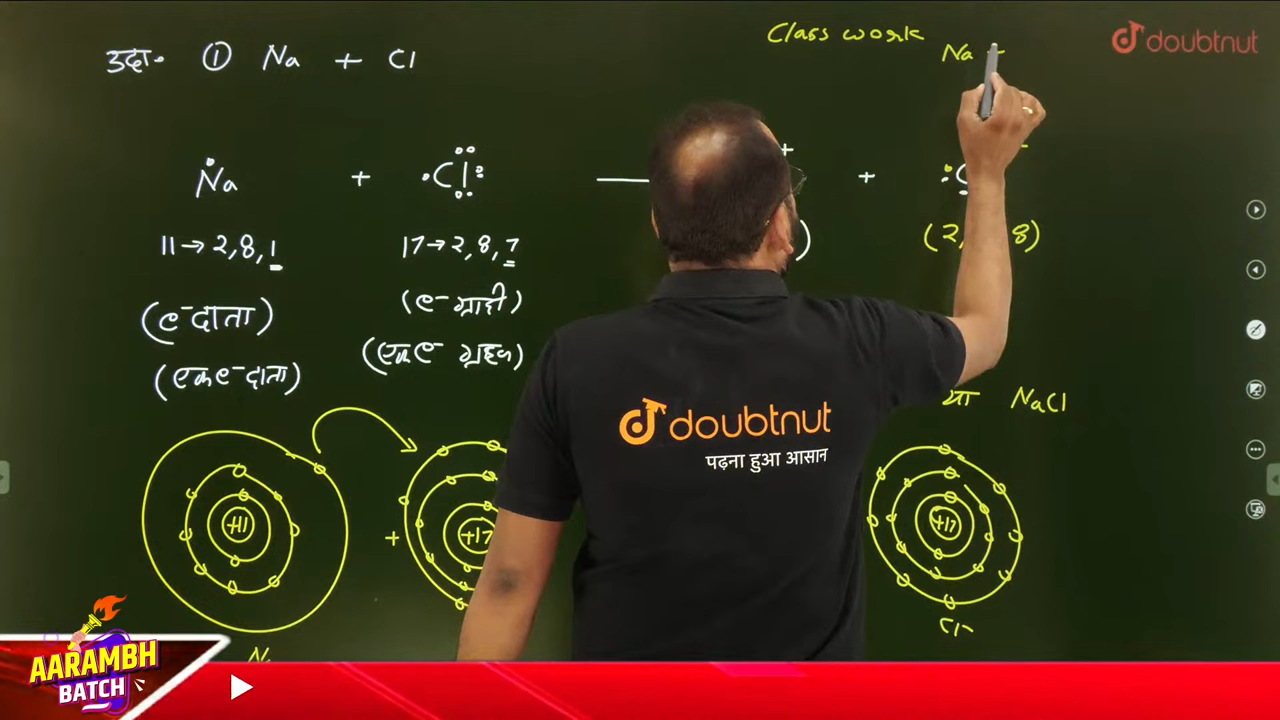 Class work
उदा० ① Na + Cl
Na
doubtnut
Na + Cl
+
+
11→2,8,1
17→2,8,7
(2, 8)
(e-दाता)
(e-ग्राही)
(एक e- दाता)
(एक e- ग्रहक)
या NaCl
doubtnut
पढ़ना हुआ आसान
+11
+
+17
+17
Cl-
AARAMBH
BATCH